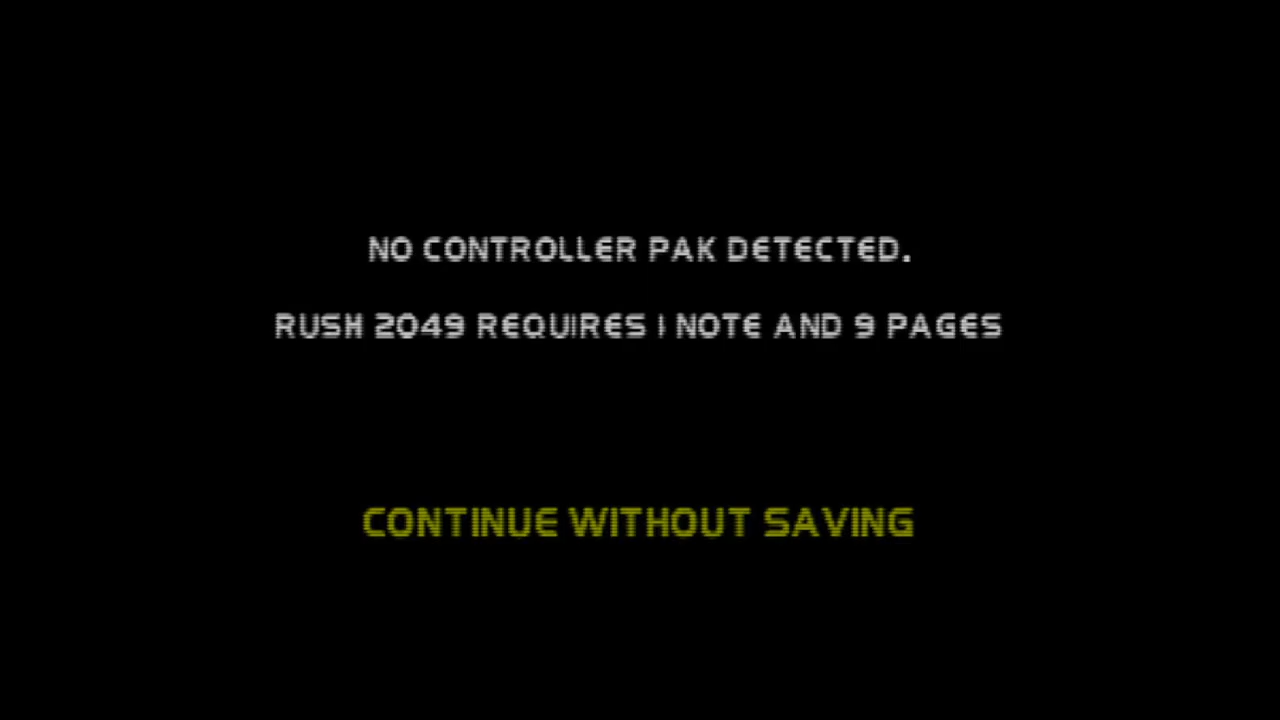 NO CONTROLLER PAK DETECTED.
RUSH 2049 REQUIRES 1 NOTE AND 9 PAGES
CONTINUE WITHOUT SAVING